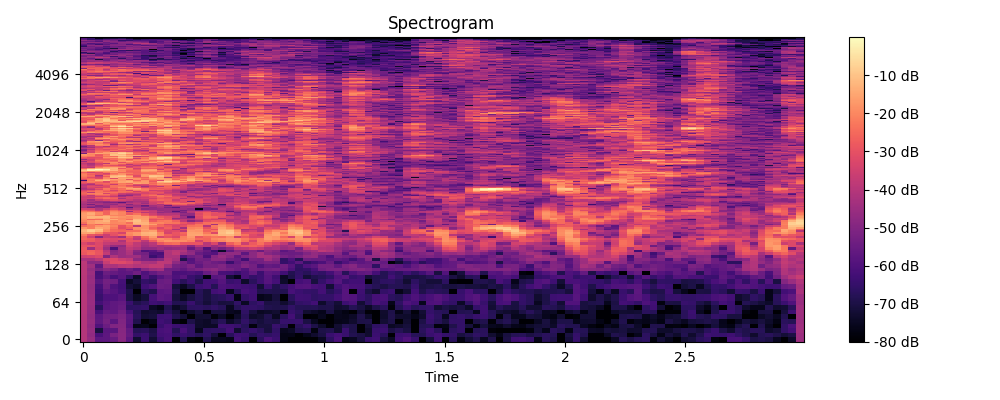 Spectrogram
Hz
4096
2048
1024
512
256
128
64
0
0
0.5
1
1.5
2
2.5
Time
-10 dB
-20 dB
-30 dB
-40 dB
-50 dB
-60 dB
-70 dB
-80 dB